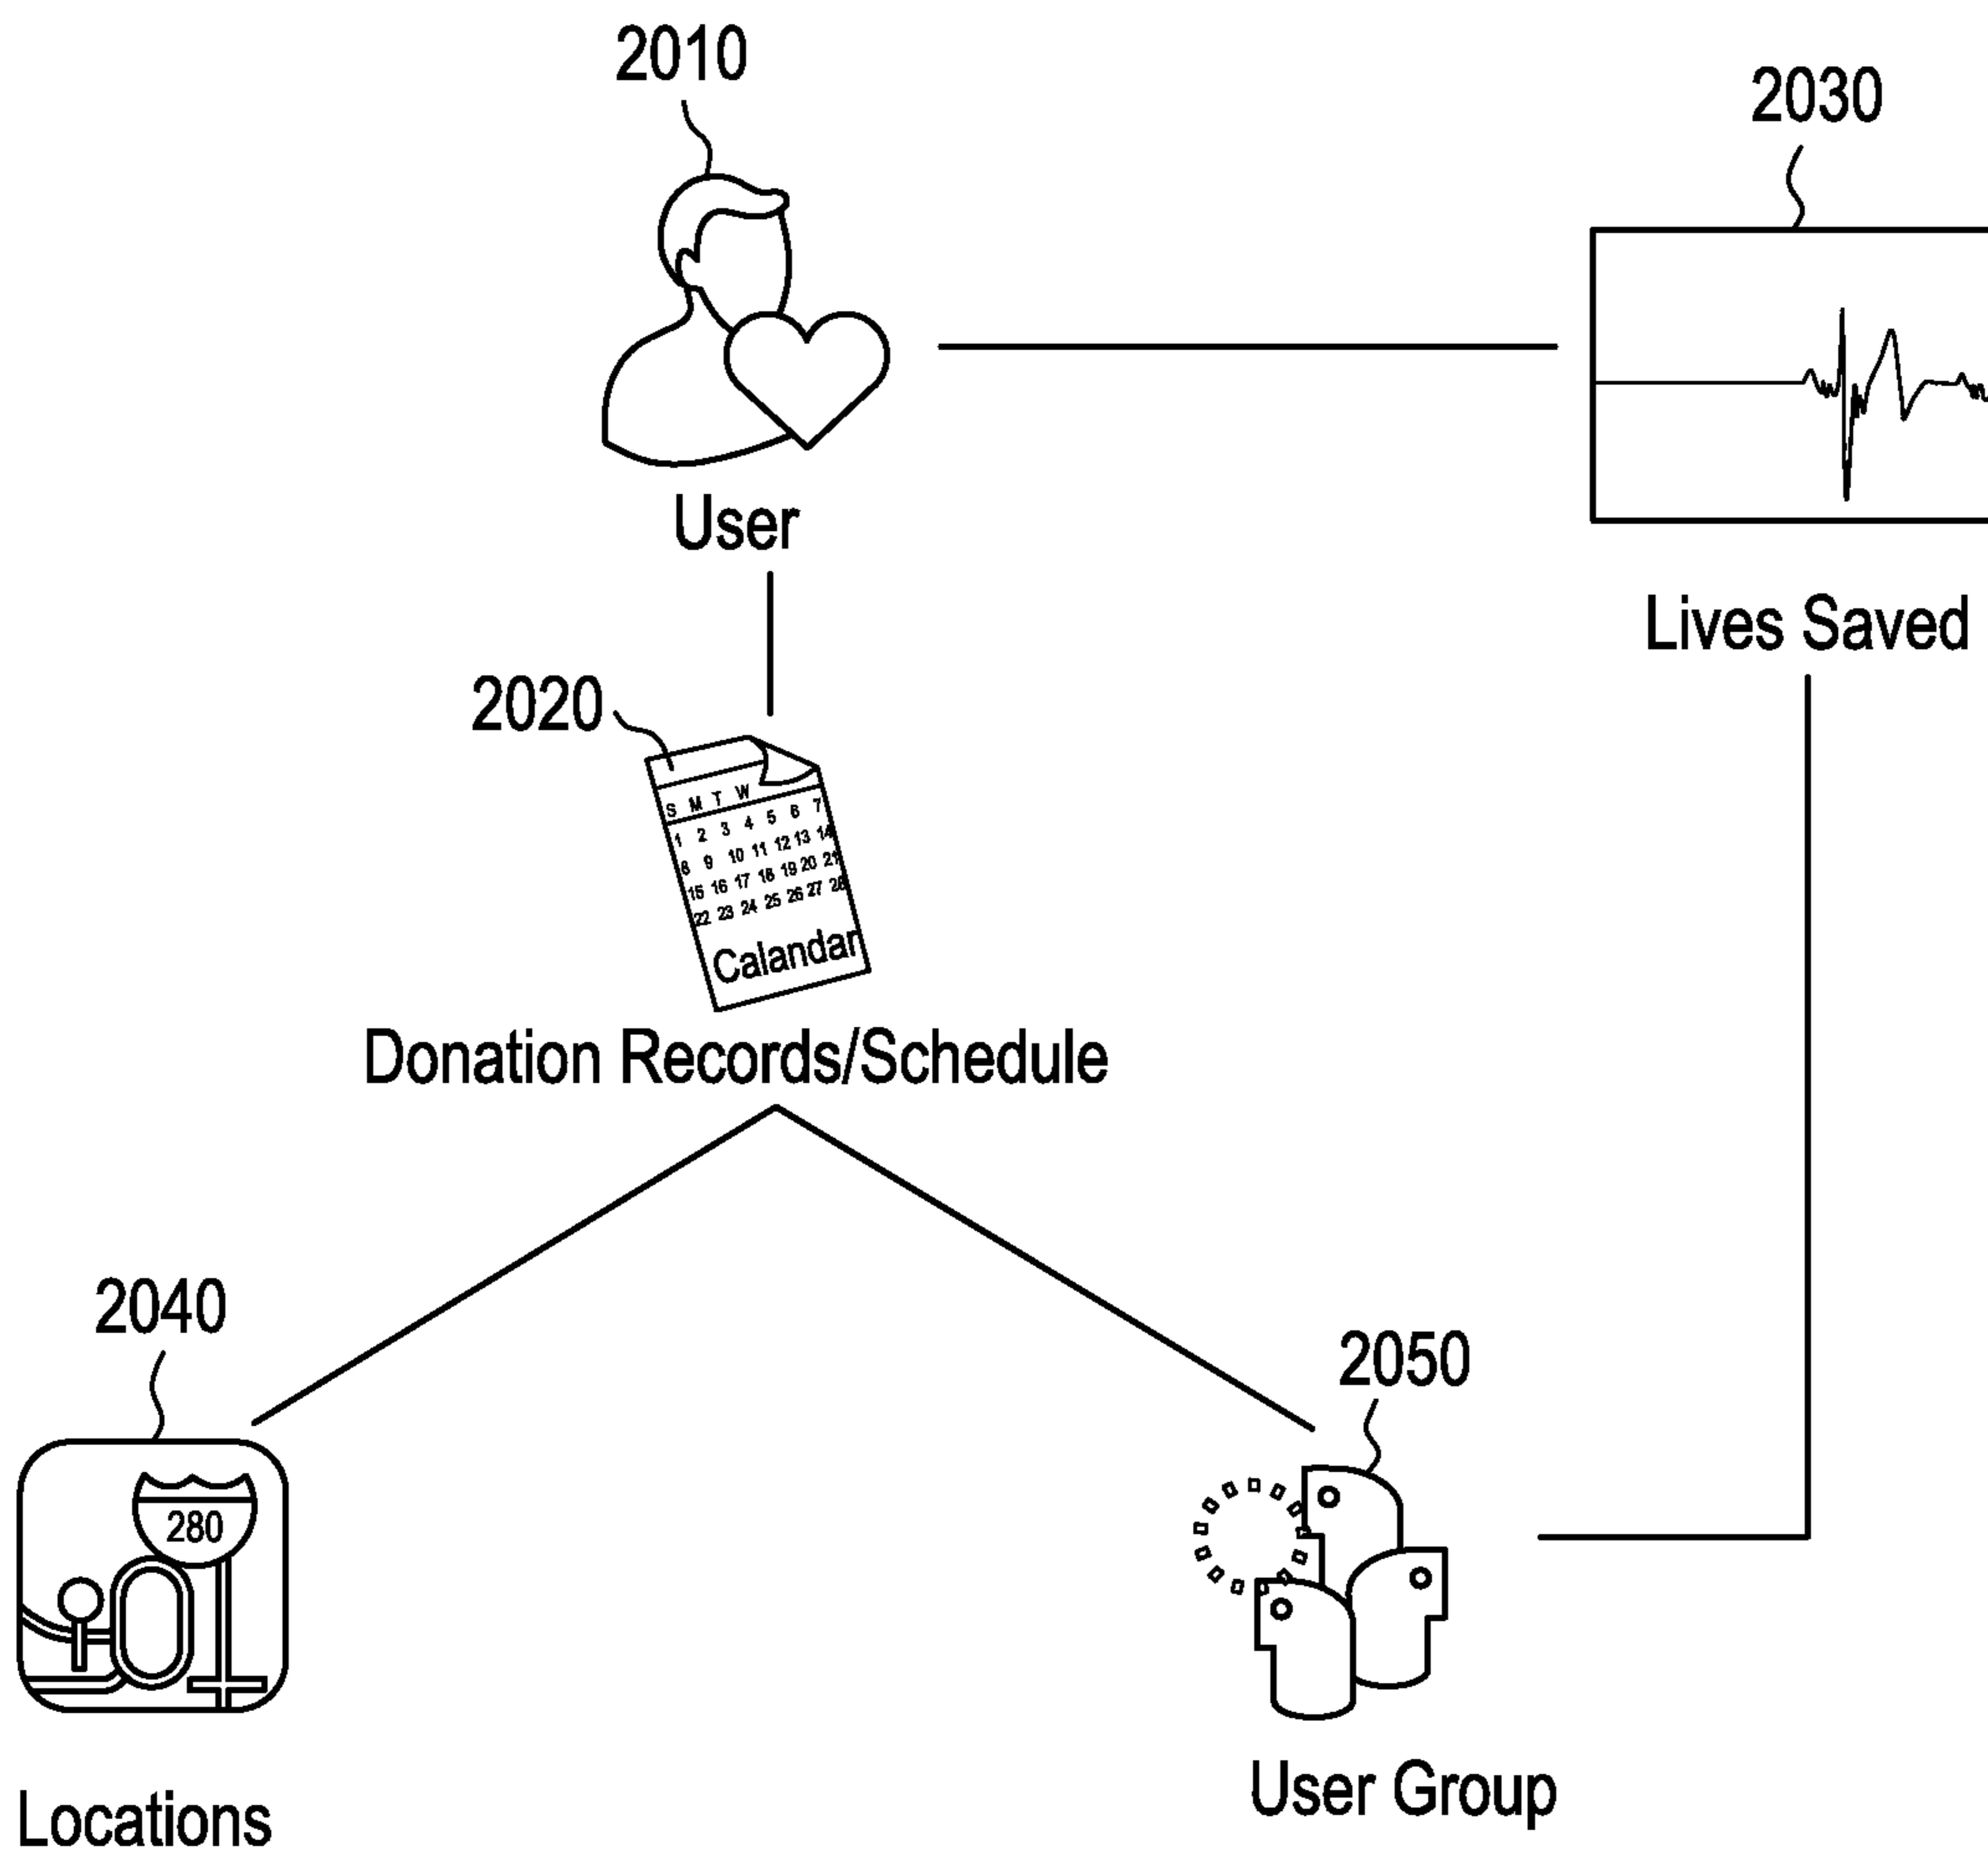 2010
2030
User
Lives Saved
2020
S M T W
1 2 3 4 5 6 7
8 9 10 11 12 13 14
15 16 17 18 19 20 21
22 23 24 25 26 27 28
Calandar
Donation Records/Schedule
2040
2050
280
User Group
Locations